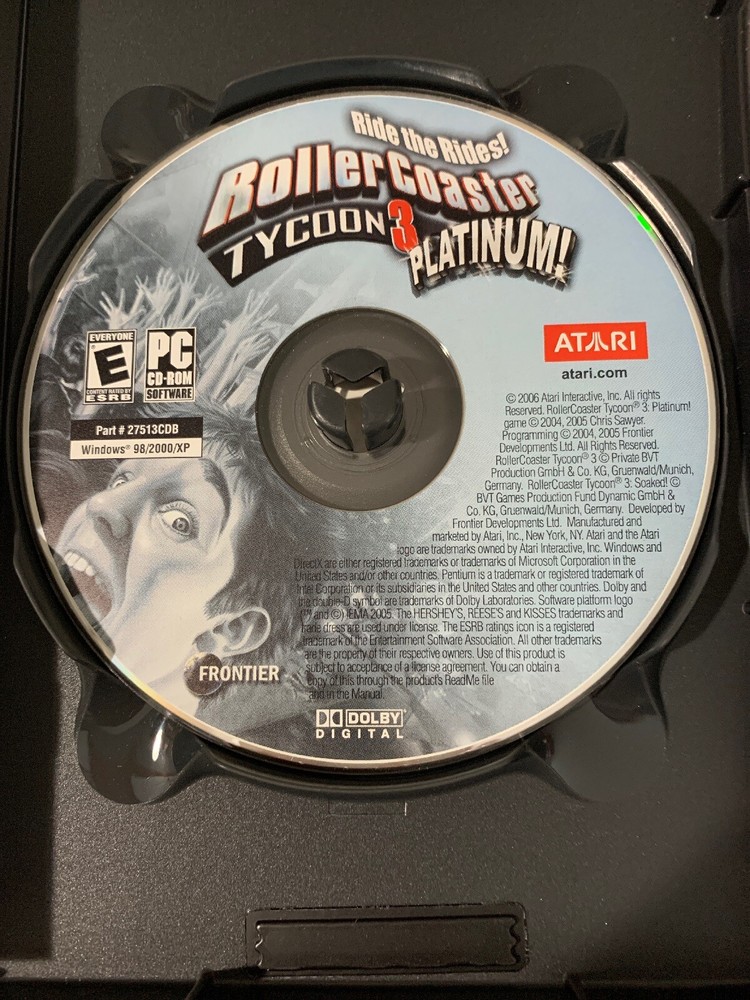 Ride the Rides!
RollerCoaster
TYCOON 3
PLATINUM!
EVERYONE
E
CONTENT RATED BY
ESRB
PC
CD-ROM
SOFTWARE
Part # 27513CDB
Windows® 98/2000/XP
ATARI
atari.com
© 2006 Atari Interactive, Inc. All rights
Reserved. RollerCoaster Tycoon® 3: Platinum!
game © 2004, 2005 Chris Sawyer.
Programming © 2004, 2005 Frontier
Developments Ltd. All Rights Reserved.
RollerCoaster Tycoon® 3 Ⓟ Private BVT
Production GmbH & Co. KG, Gruenwald/Munich,
Germany. RollerCoaster Tycoon® 3: Soaked! ©
BVT Games Production Fund Dynamic GmbH &
Co. KG, Gruenwald/Munich, Germany. Developed by
Frontier Developments Ltd. Manufactured and
marketed by Atari, Inc., New York, NY. Atari and the Atari
logo are trademarks owned by Atari Interactive, Inc. Windows and
DirectX are either registered trademarks or trademarks of Microsoft Corporation in the
United States and/or other countries. Pentium is a trademark or registered trademark of
Intel Corporation or its subsidiaries in the United States and other countries. Dolby and
the double-D symbol are trademarks of Dolby Laboratories. Software platform logo
(™ and ©) IEMA 2005. The HERSHEY'S, REESE'S and KISSES trademarks and
trade dress are used under license. The ESRB ratings icon is a registered
trademark of the Entertainment Software Association. All other trademarks
are the property of their respective owners. Use of this product is
subject to acceptance of a license agreement. You can obtain a
copy of this through the product's ReadMe file
and in the Manual.
FRONTIER
DOLBY
DIGITAL